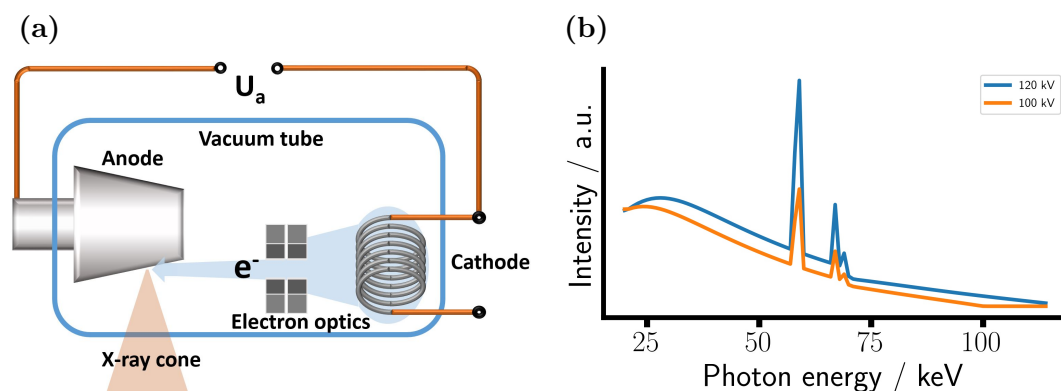 (a)
U_a
Vacuum tube
Anode
e⁻
Cathode
Electron optics
X-ray cone
(b)
120 kV
100 kV
Intensity / a.u.
25 50 75 100
Photon energy / keV